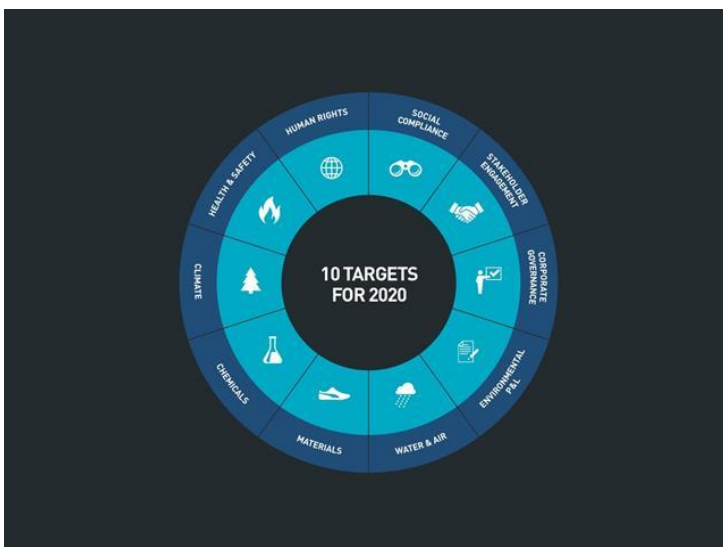 10 TARGETS
FOR 2020
SOCIAL
COMPLIANCE
STAKEHOLDER
ENGAGEMENT
CORPORATE
GOVERNANCE
ENVIRONMENTAL
P&L
WATER & AIR
MATERIALS
CHEMICALS
CLIMATE
HEALTH & SAFETY
HUMAN RIGHTS